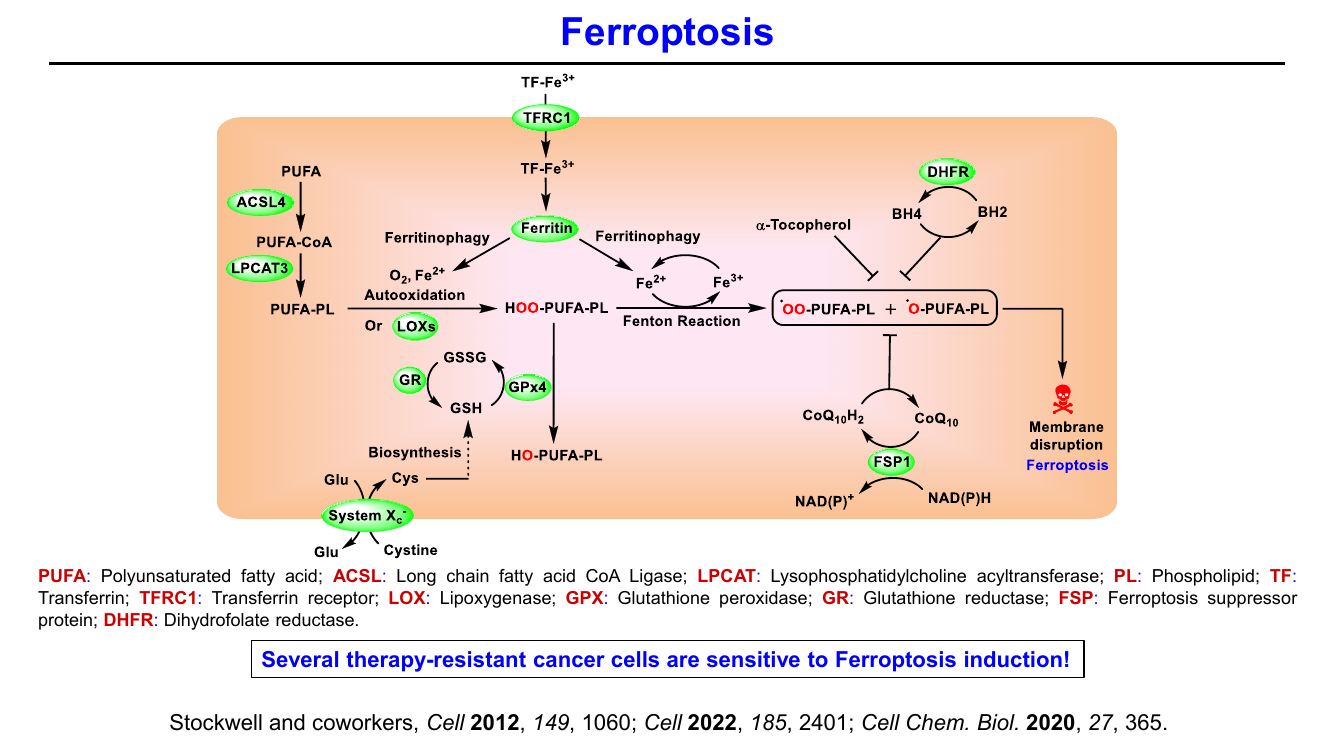 Ferroptosis
TF-Fe³⁺
TFRC1
TF-Fe³⁺
PUFA
ACSL4
PUFA-CoA
LPCAT3
PUFA-PL
Ferritin
Ferritinophagy
Ferritinophagy
O₂, Fe²⁺
Autooxidation
Or LOXs
HOO-PUFA-PL
Fe²⁺
Fe³⁺
Fenton Reaction
α-Tocopherol
DHFR
BH4
BH2
˙OO-PUFA-PL + ˙O-PUFA-PL
GSSG
GR
GPx4
GSH
Biosynthesis
HO-PUFA-PL
Glu
Cys
System Xc⁻
Glu
Cystine
CoQ₁₀H₂
CoQ₁₀
FSP1
NAD(P)⁺
NAD(P)H
Membrane
disruption
Ferroptosis
PUFA: Polyunsaturated fatty acid; ACSL: Long chain fatty acid CoA Ligase; LPCAT: Lysophosphatidylcholine acyltransferase; PL: Phospholipid; TF:
Transferrin; TFRC1: Transferrin receptor; LOX: Lipoxygenase; GPX: Glutathione peroxidase; GR: Glutathione reductase; FSP: Ferroptosis suppressor
protein; DHFR: Dihydrofolate reductase.
Several therapy-resistant cancer cells are sensitive to Ferroptosis induction!
Stockwell and coworkers, Cell 2012, 149, 1060; Cell 2022, 185, 2401; Cell Chem. Biol. 2020, 27, 365.